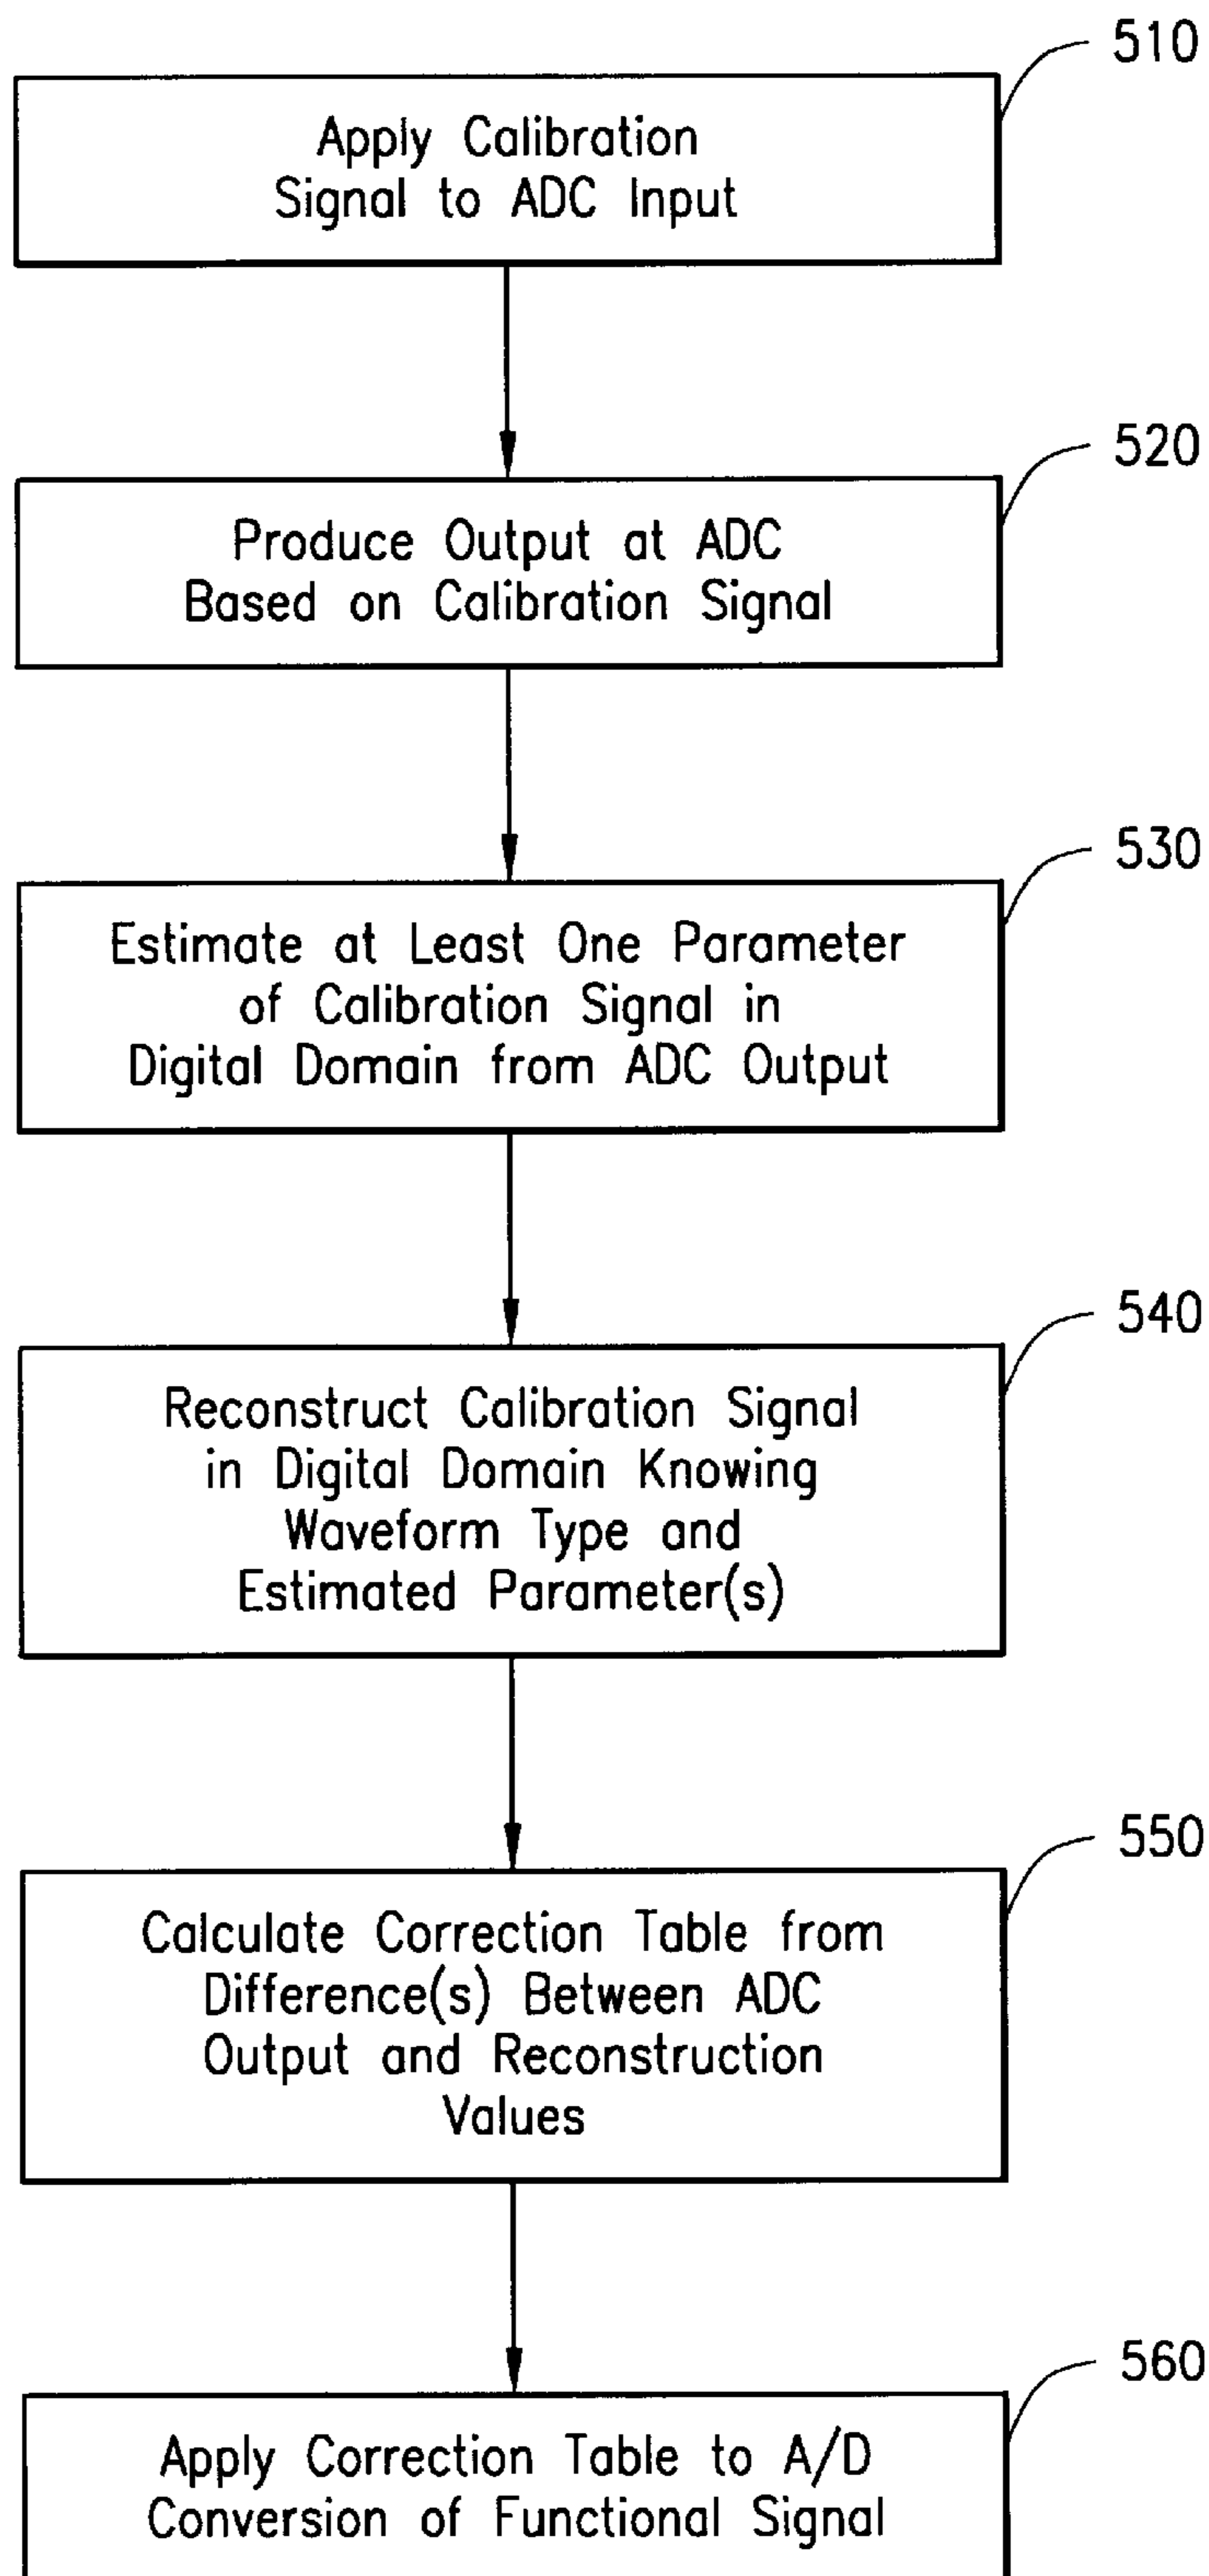 510
Apply Calibration
Signal to ADC Input
520
Produce Output at ADC
Based on Calibration Signal
530
Estimate at Least One Parameter
of Calibration Signal in
Digital Domain from ADC Output
540
Reconstruct Calibration Signal
in Digital Domain Knowing
Waveform Type and
Estimated Parameter(s)
550
Calculate Correction Table from
Difference(s) Between ADC
Output and Reconstruction
Values
560
Apply Correction Table to A/D
Conversion of Functional Signal